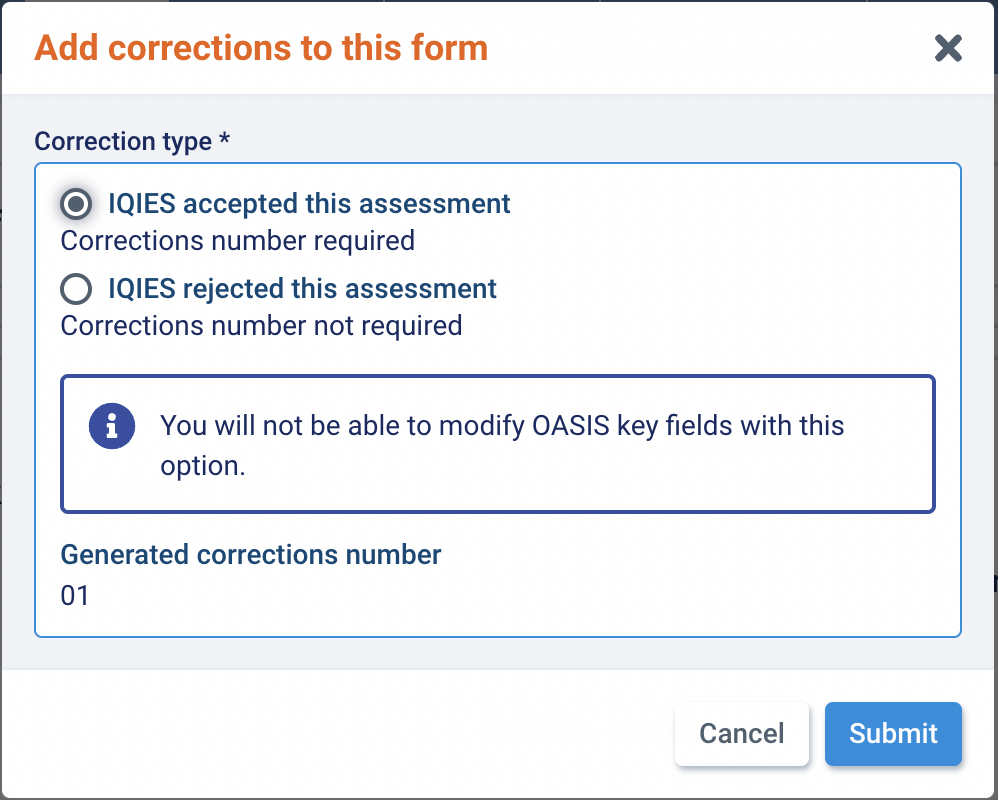 Add corrections to this form
Correction type *
IQIES accepted this assessment
Corrections number required
IQIES rejected this assessment
Corrections number not required
You will not be able to modify OASIS key fields with this
option.
Generated corrections number
01
Cancel
Submit